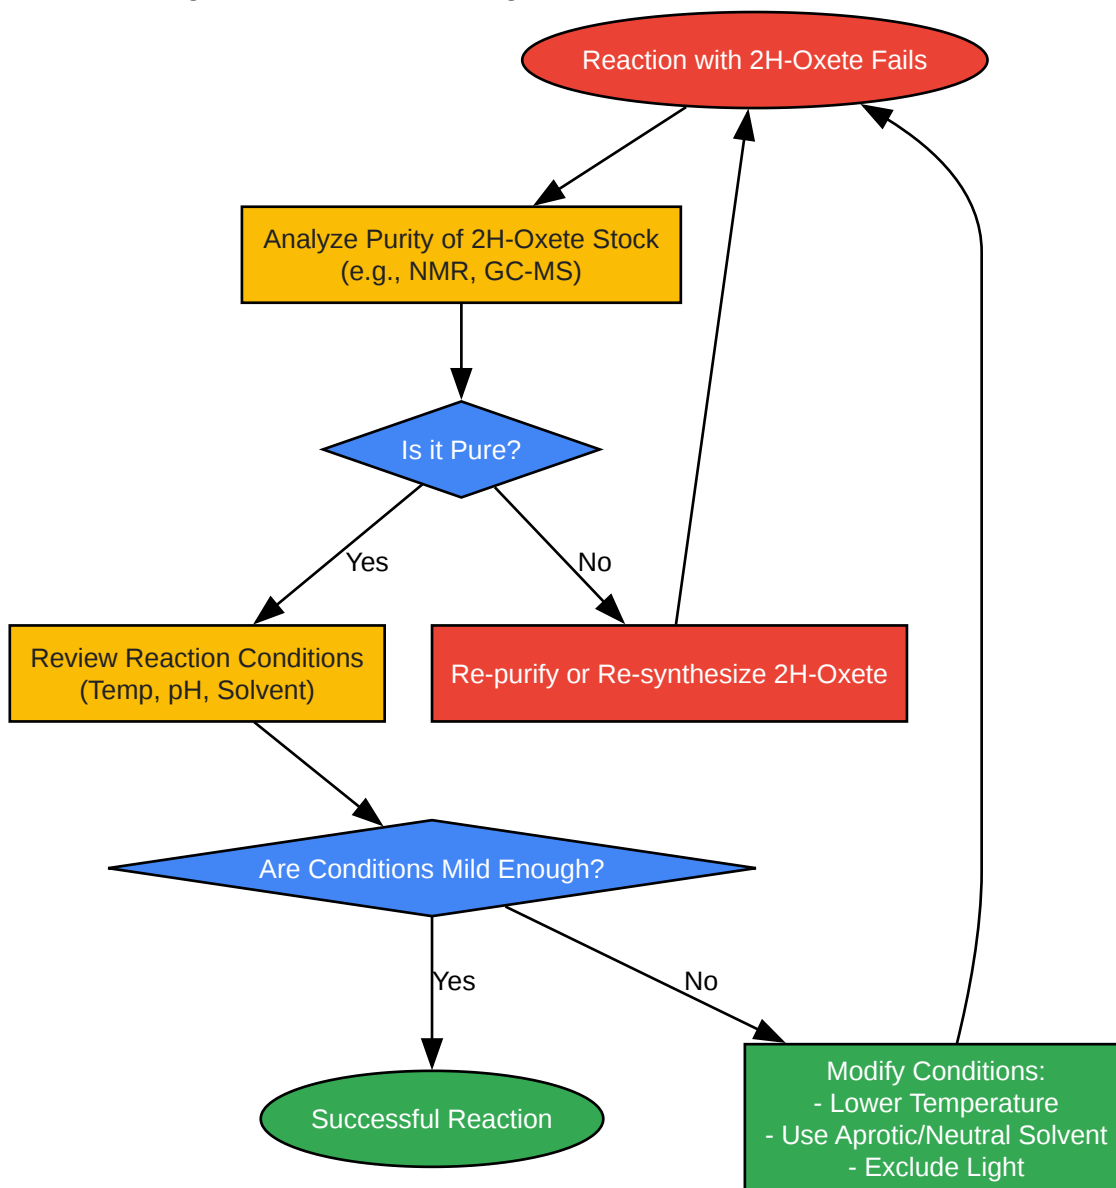 Reaction with 2H-Oxete Fails
Analyze Purity of 2H-Oxete Stock
(e.g., NMR, GC-MS)
Is it Pure?
Yes
No
Review Reaction Conditions
(Temp, pH, Solvent)
Re-purify or Re-synthesize 2H-Oxete
Are Conditions Mild Enough?
Yes
No
Successful Reaction
Modify Conditions:
- Lower Temperature
- Use Aprotic/Neutral Solvent
- Exclude Light